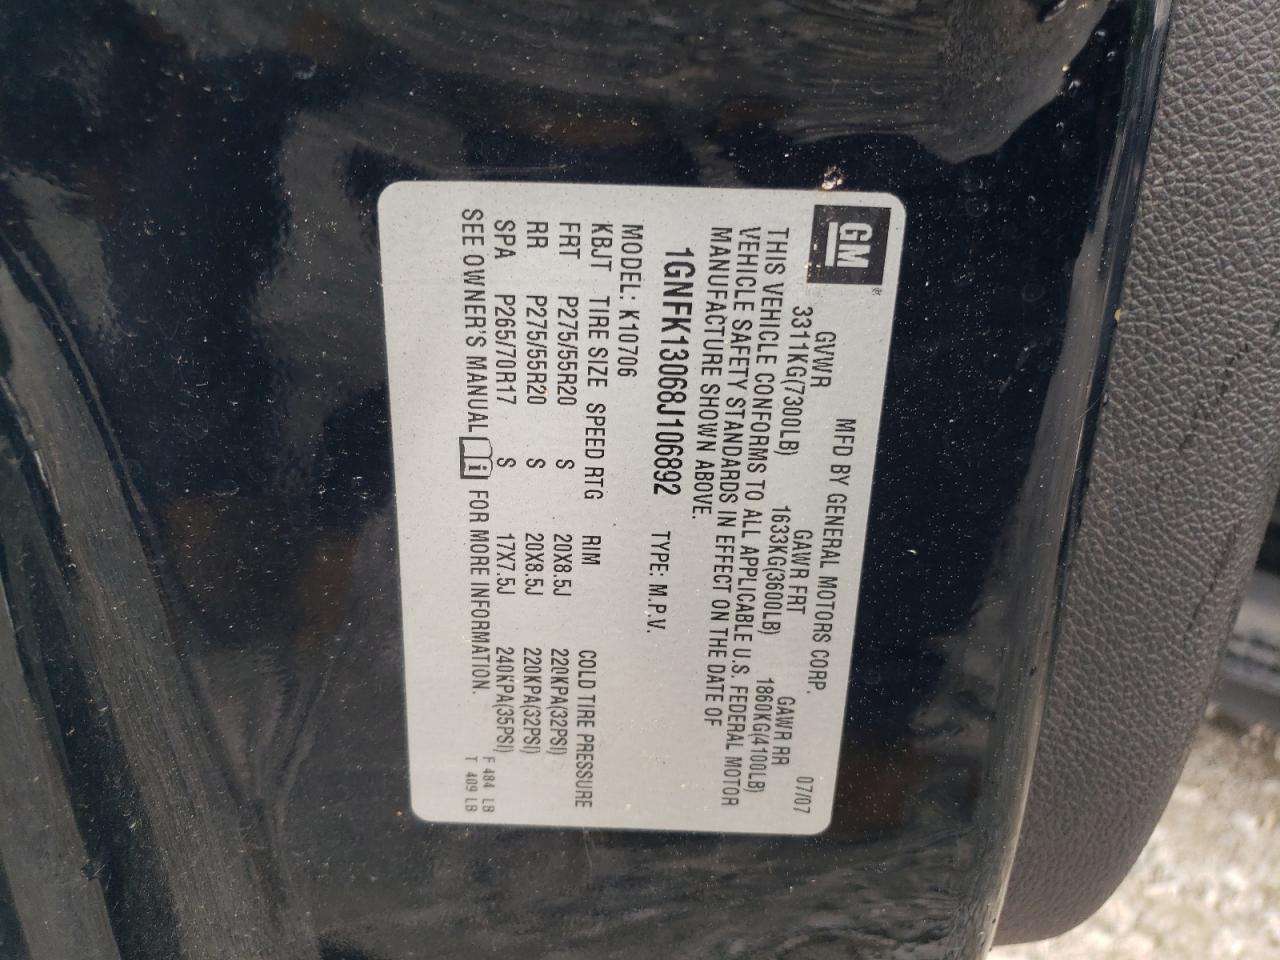 GM
MFD BY GENERAL MOTORS CORP. 07/07
GVWR GAWR FRT GAWR RR
3311KG(7300LB) 1633KG(3600LB) 1860KG(4100LB)
THIS VEHICLE CONFORMS TO ALL APPLICABLE U.S. FEDERAL MOTOR
VEHICLE SAFETY STANDARDS IN EFFECT ON THE DATE OF
MANUFACTURE SHOWN ABOVE.
1GNFK13068J106892 TYPE: M.P.V.
MODEL: K10706
KBJT TIRE SIZE SPEED RTG RIM COLD TIRE PRESSURE
FRT P275/55R20 S 20X8.5J 220KPA(32PSI)
RR P275/55R20 S 20X8.5J 220KPA(32PSI)
SPA P265/70R17 S 17X7.5J 240KPA(35PSI)
SEE OWNER'S MANUAL i FOR MORE INFORMATION. F 484 LB
T 409 LB